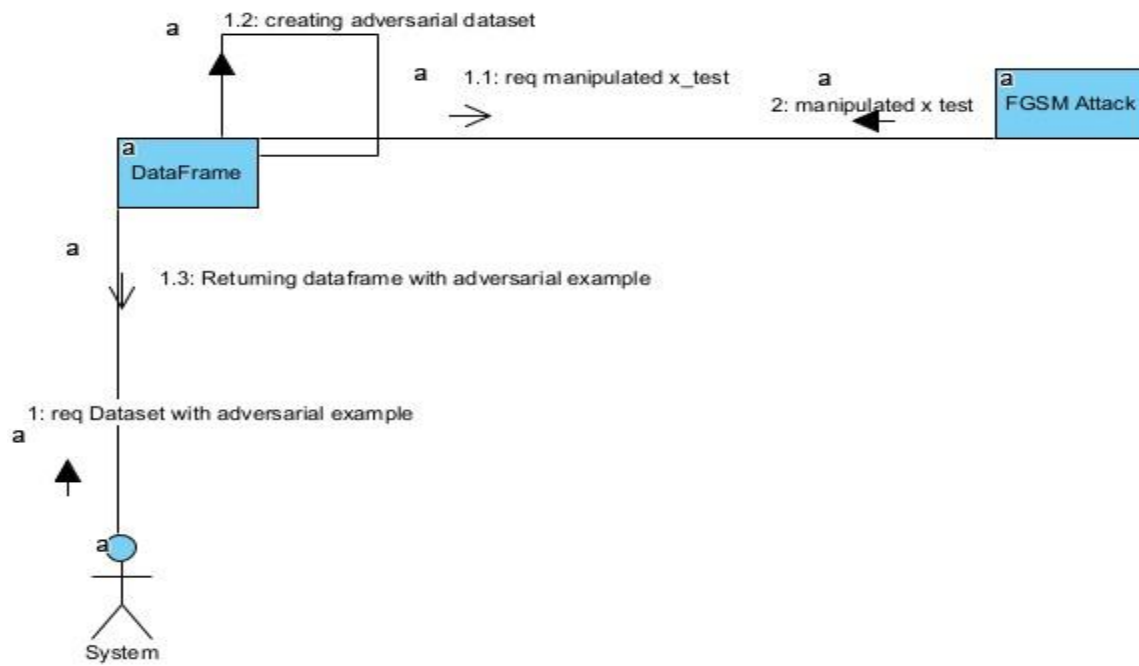 1.2: creating adversarial dataset
a
a
1.1: req manipulated x_test
a
2: manipulated x test
a
FGSM Attack
a
DataFrame
a
1.3: Returning dataframe with adversarial example
1: req Dataset with adversarial example
a
a
System